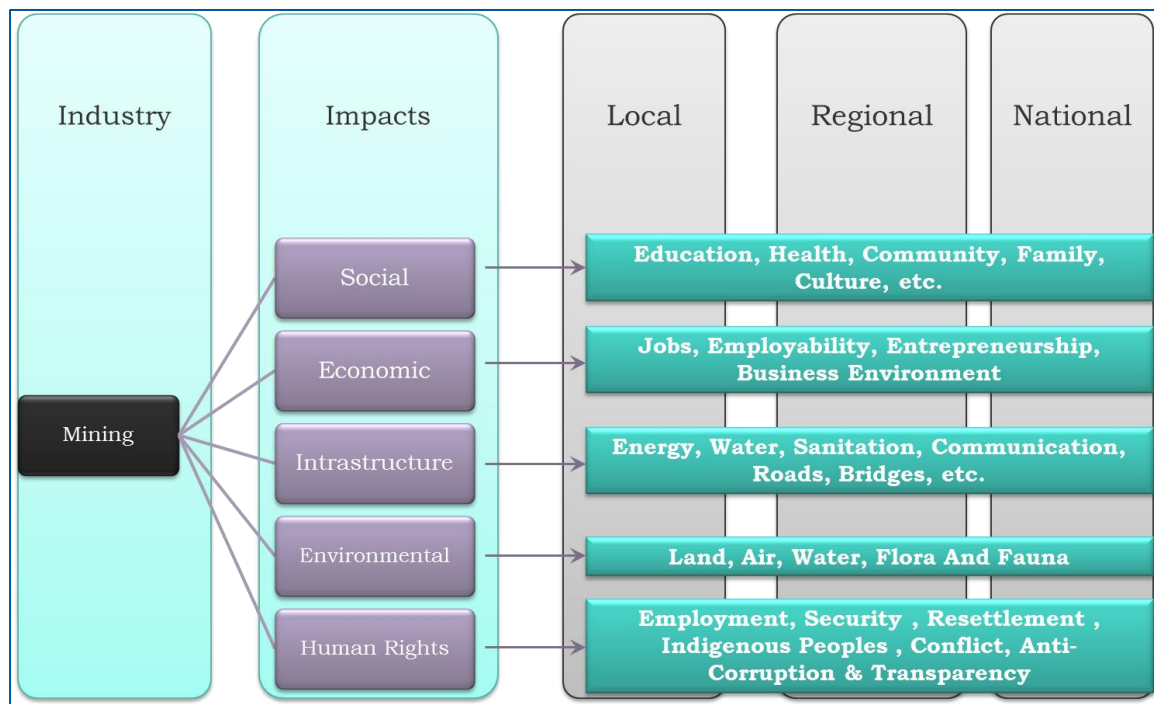 Industry
Impacts
Local
Regional
National
Mining
Social
Education, Health, Community, Family,
Culture, etc.
Economic
Jobs, Employability, Entrepreneurship,
Business Environment
Intrastructure
Energy, Water, Sanitation, Communication,
Roads, Bridges, etc.
Environmental
Land, Air, Water, Flora And Fauna
Human Rights
Employment, Security , Resettlement ,
Indigenous Peoples , Conflict, Anti-
Corruption & Transparency